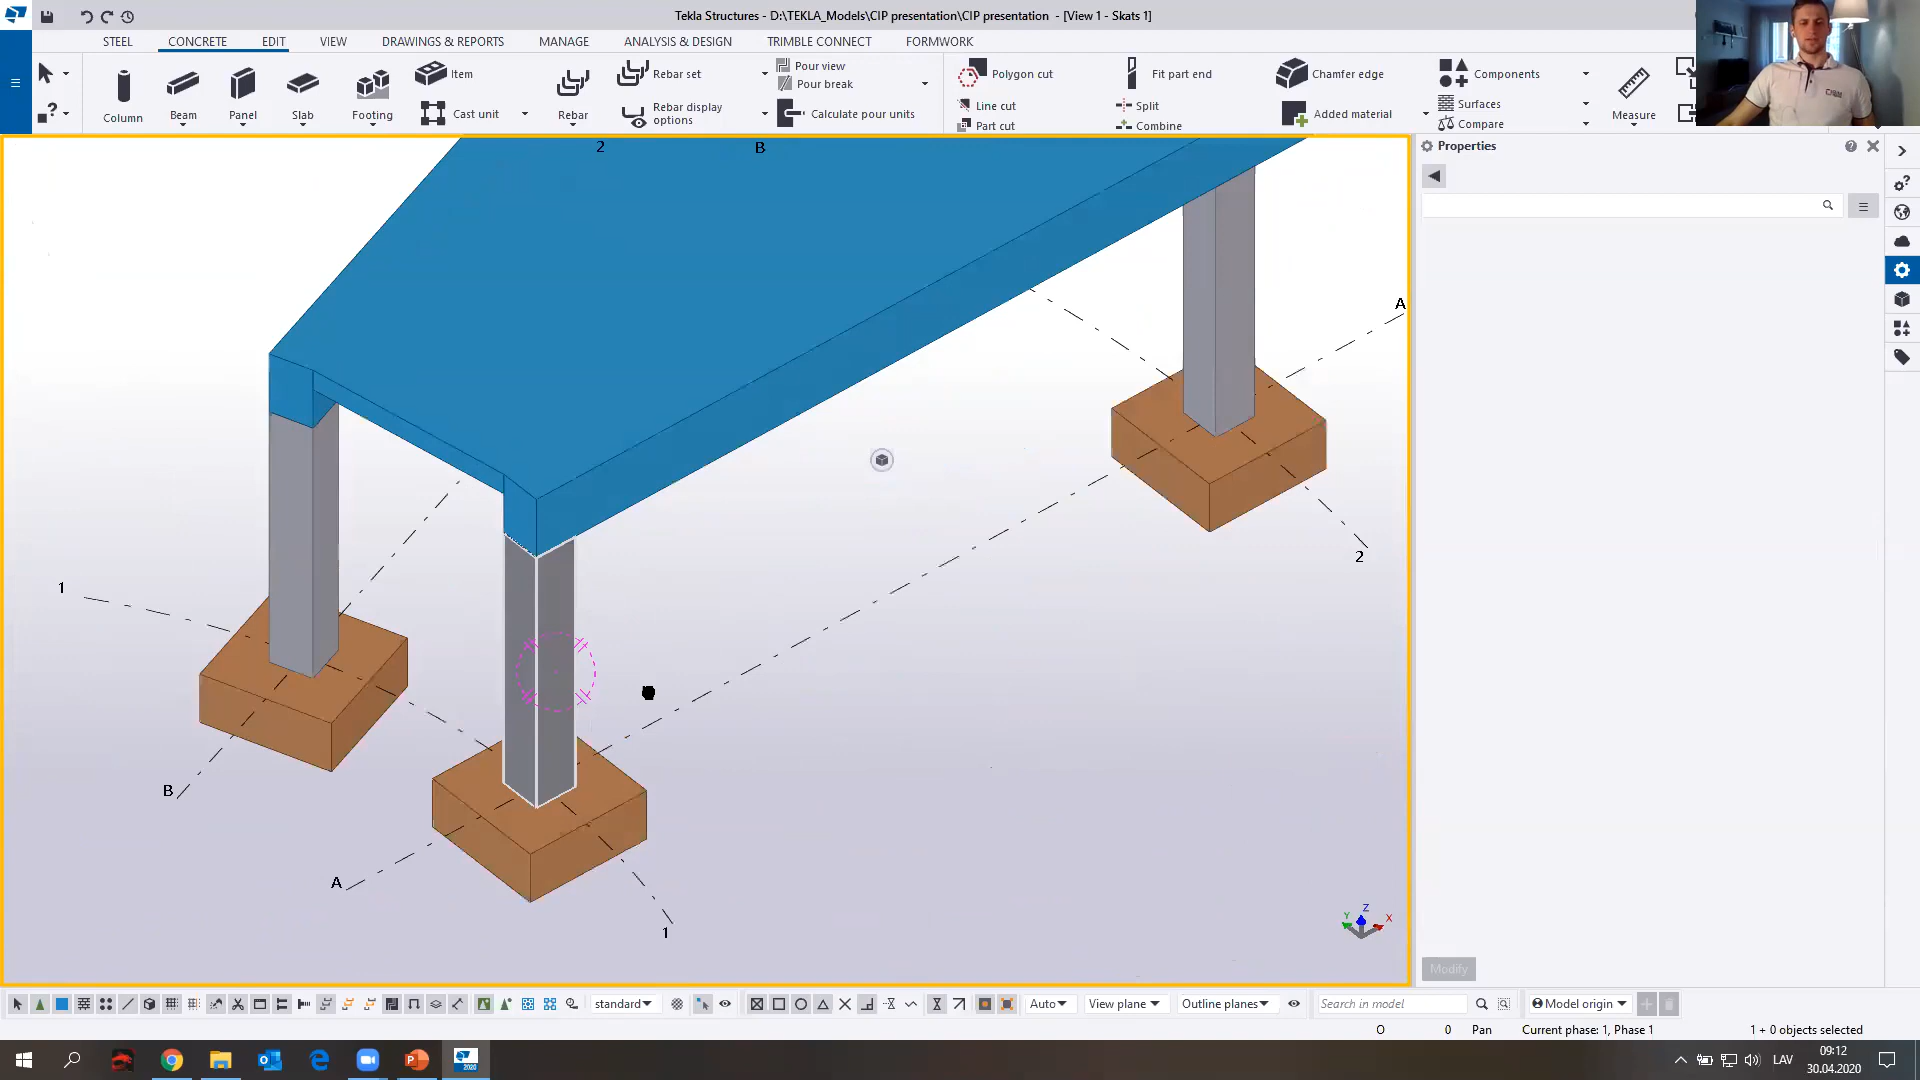 Tekla Structures - D:\TEKLA_Models\CIP presentation\CIP presentation - [View 1 - Skats 1]
STEEL CONCRETE EDIT VIEW DRAWINGS & REPORTS MANAGE ANALYSIS & DESIGN TRIMBLE CONNECT FORMWORK
Column Beam Panel Slab Footing
Item
Cast unit
Rebar
Rebar set
Rebar display options
Pour view
Pour break
Calculate pour units
Polygon cut
Line cut
Part cut
Fit part end
Split
Combine
Chamfer edge
Added material
Components
Surfaces
Compare
Measure
Properties
2 B
A
1
2
B
A
1
Z
Y X
Modify
standard
Auto
View plane
Outline planes
Search in model
Model origin
O 0 Pan Current phase: 1, Phase 1 1 + 0 objects selected
2020
LAV
09:12
30.04.2020